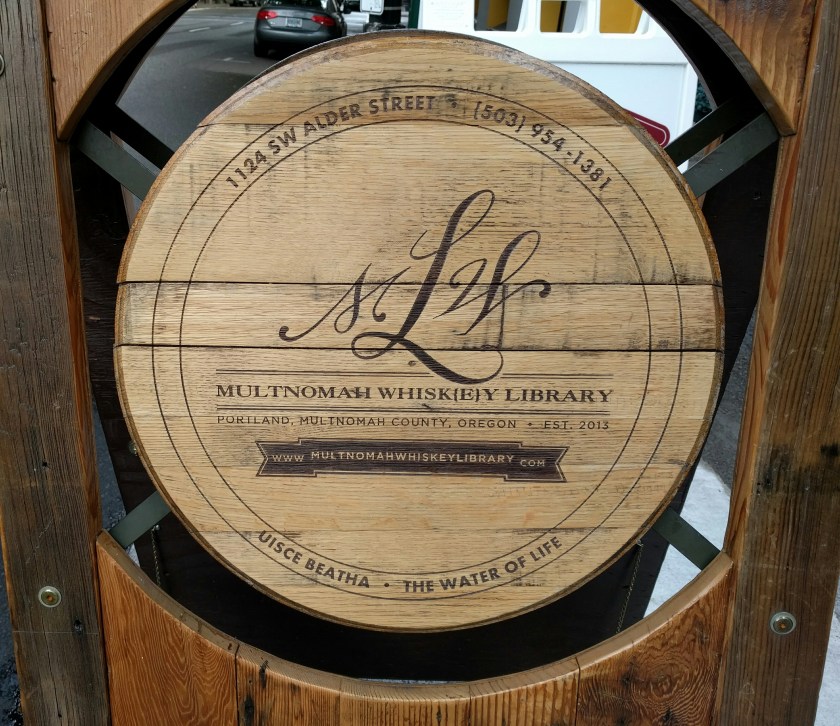 1124 SW ALDER STREET • (503) 954-1381
MLW
MULTNOMAH WHISK{E}Y LIBRARY
PORTLAND, MULTNOMAH COUNTY, OREGON • EST. 2013
WWW MULTNOMAHWHISKEYLIBRARY COM
UISCE BEATHA • THE WATER OF LIFE